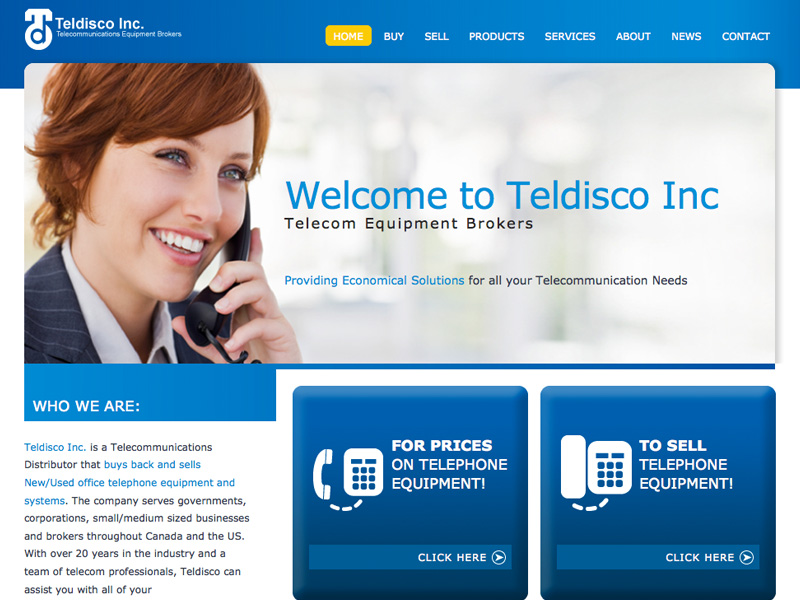 Teldisco Inc.
Telecommunications Equipment Brokers
HOME BUY SELL PRODUCTS SERVICES ABOUT NEWS CONTACT
Welcome to Teldisco Inc
Telecom Equipment Brokers
Providing Economical Solutions for all your Telecommunication Needs
WHO WE ARE:
Teldisco Inc. is a Telecommunications
Distributor that buys back and sells
New/Used office telephone equipment and
systems. The company serves governments,
corporations, small/medium sized businesses
and brokers throughout Canada and the US.
With over 20 years in the industry and a
team of telecom professionals, Teldisco can
assist you with all of your
FOR PRICES
ON TELEPHONE
EQUIPMENT!
CLICK HERE
TO SELL
TELEPHONE
EQUIPMENT!
CLICK HERE